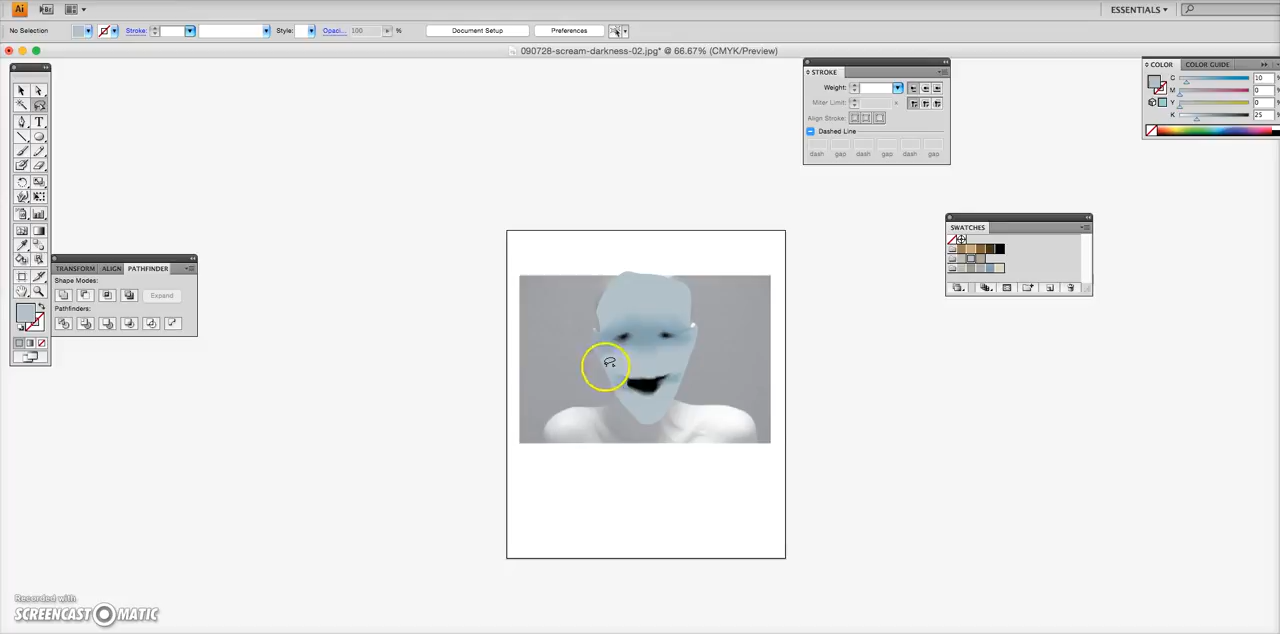 Ai Br ESSENTIALS
No Selection Stroke: Style: Opaci... 100 % Document Setup Preferences
090728-scream-darkness-02.jpg* @ 66.67% (CMYK/Preview)
STROKE
Weight:
Miter Limit: x
Align Stroke:
Dashed Line
dash gap dash gap dash gap
COLOR COLOR GUIDE
C 10 %
M 0 %
Y 0 %
K 25 %
SWATCHES
TRANSFORM ALIGN PATHFINDER
Shape Modes:
Expand
Pathfinders:
T
Recorded with
SCREENCAST MATIC